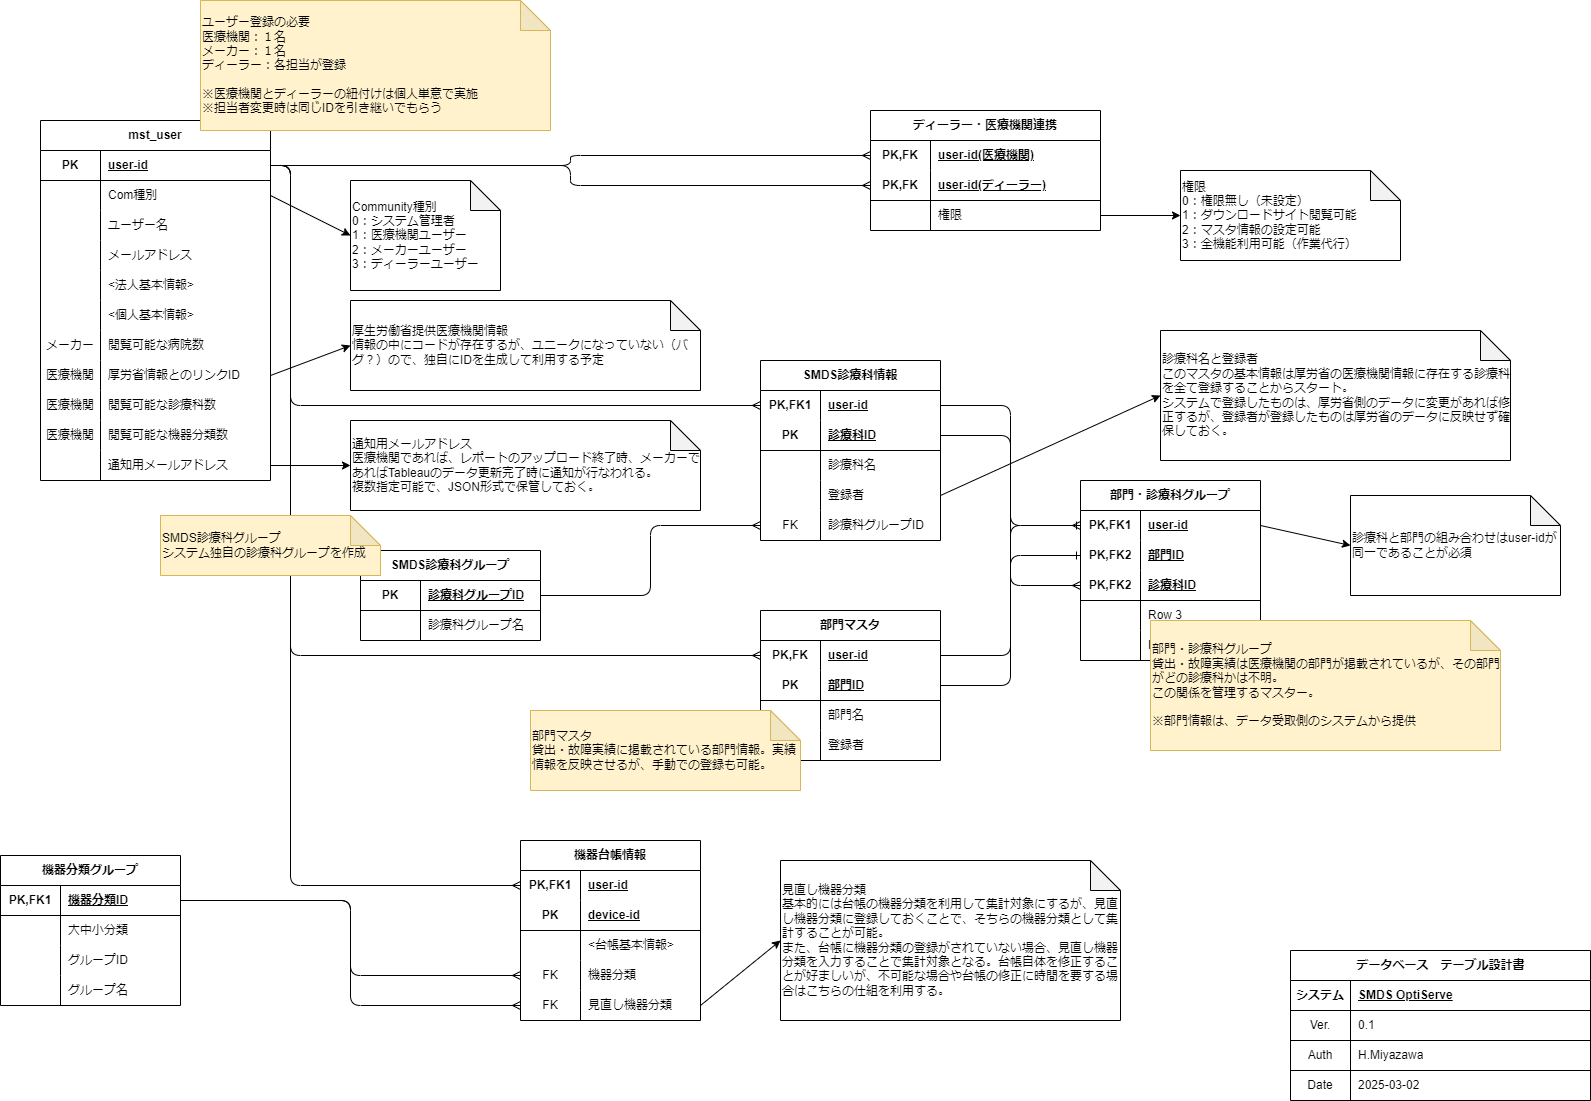 ユーザー登録の必要
医療機関：１名
メーカー：１名
ディーラー：各担当が登録
※医療機関とディーラーの紐付けは個人単意で実施
※担当者変更時は同じIDを引き継いでもらう
mst_user
PK user-id
Com種別
ユーザー名
メールアドレス
<法人基本情報>
<個人基本情報>
メーカー 閲覧可能な病院数
医療機関 厚労省情報とのリンクID
医療機関 閲覧可能な診療科数
医療機関 閲覧可能な機器分類数
通知用メールアドレス
Community種別
0：システム管理者
1：医療機関ユーザー
2：メーカーユーザー
3：ディーラーユーザー
ディーラー・医療機関連携
PK,FK user-id(医療機関)
PK,FK user-id(ディーラー)
権限
権限
0：権限無し（未設定）
1：ダウンロードサイト閲覧可能
2：マスタ情報の設定可能
3：全機能利用可能（作業代行）
厚生労働省提供医療機関情報
情報の中にコードが存在するが、ユニークになっていない（バ
グ？）ので、独自にIDを生成して利用する予定
通知用メールアドレス
医療機関であれば、レポートのアップロード終了時、メーカーで
あればTableauのデータ更新完了時に通知が行なわれる。
複数指定可能で、JSON形式で保管しておく。
SMDS診療科情報
PK,FK1 user-id
PK 診療科ID
診療科名
登録者
FK 診療科グループID
診療科名と登録者
このマスタの基本情報は厚労省の医療機関情報に存在する診療科
を全て登録することからスタート。
システムで登録したものは、厚労省側のデータに変更があれば修
正するが、登録者が登録したものは厚労省のデータに反映せず確
保しておく。
SMDS診療科グループ
システム独自の診療科グループを作成
SMDS診療科グループ
PK 診療科グループID
診療科グループ名
部門・診療科グループ
PK,FK1 user-id
PK,FK2 部門ID
PK,FK2 診療科ID
Row 3
診療科と部門の組み合わせはuser-idが
同一であることが必須
部門・診療科グループ
貸出・故障実績は医療機関の部門が掲載されているが、その部門
がどの診療科かは不明。
この関係を管理するマスター。
※部門情報は、データ受取側のシステムから提供
部門マスタ
PK,FK user-id
PK 部門ID
部門名
登録者
部門マスタ
貸出・故障実績に掲載されている部門情報。実績
情報を反映させるが、手動での登録も可能。
機器分類グループ
PK,FK1 機器分類ID
大中小分類
グループID
グループ名
機器台帳情報
PK,FK1 user-id
PK device-id
<台帳基本情報>
FK 機器分類
FK 見直し機器分類
見直し機器分類
基本的には台帳の機器分類を利用して集計対象にするが、見直
し機器分類に登録しておくことで、そちらの機器分類として集
計することが可能。
また、台帳に機器分類の登録がされていない場合、見直し機器
分類を入力することで集計対象となる。台帳自体を修正するこ
とが好ましいが、不可能な場合や台帳の修正に時間を要する場
合はこちらの仕組を利用する。
データベース　テーブル設計書
システム SMDS OptiServe
Ver. 0.1
Auth H.Miyazawa
Date 2025-03-02